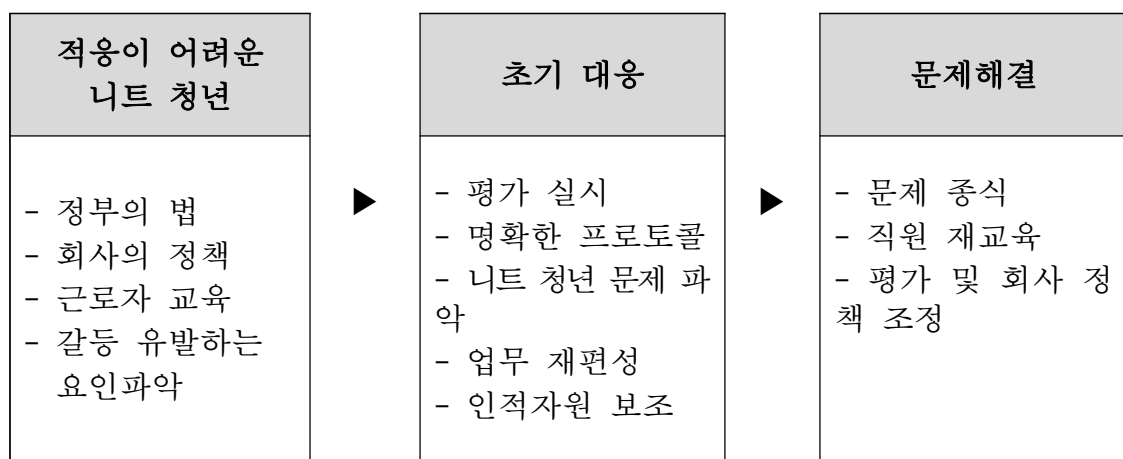 적응이 어려운
니트 청년
- 정부의 법
- 회사의 정책
- 근로자 교육
- 갈등 유발하는
요인파악
▶
초기 대응
- 평가 실시
- 명확한 프로토콜
- 니트 청년 문제 파
악
- 업무 재편성
- 인적자원 보조
▶
문제해결
- 문제 종식
- 직원 재교육
- 평가 및 회사 정
책 조정